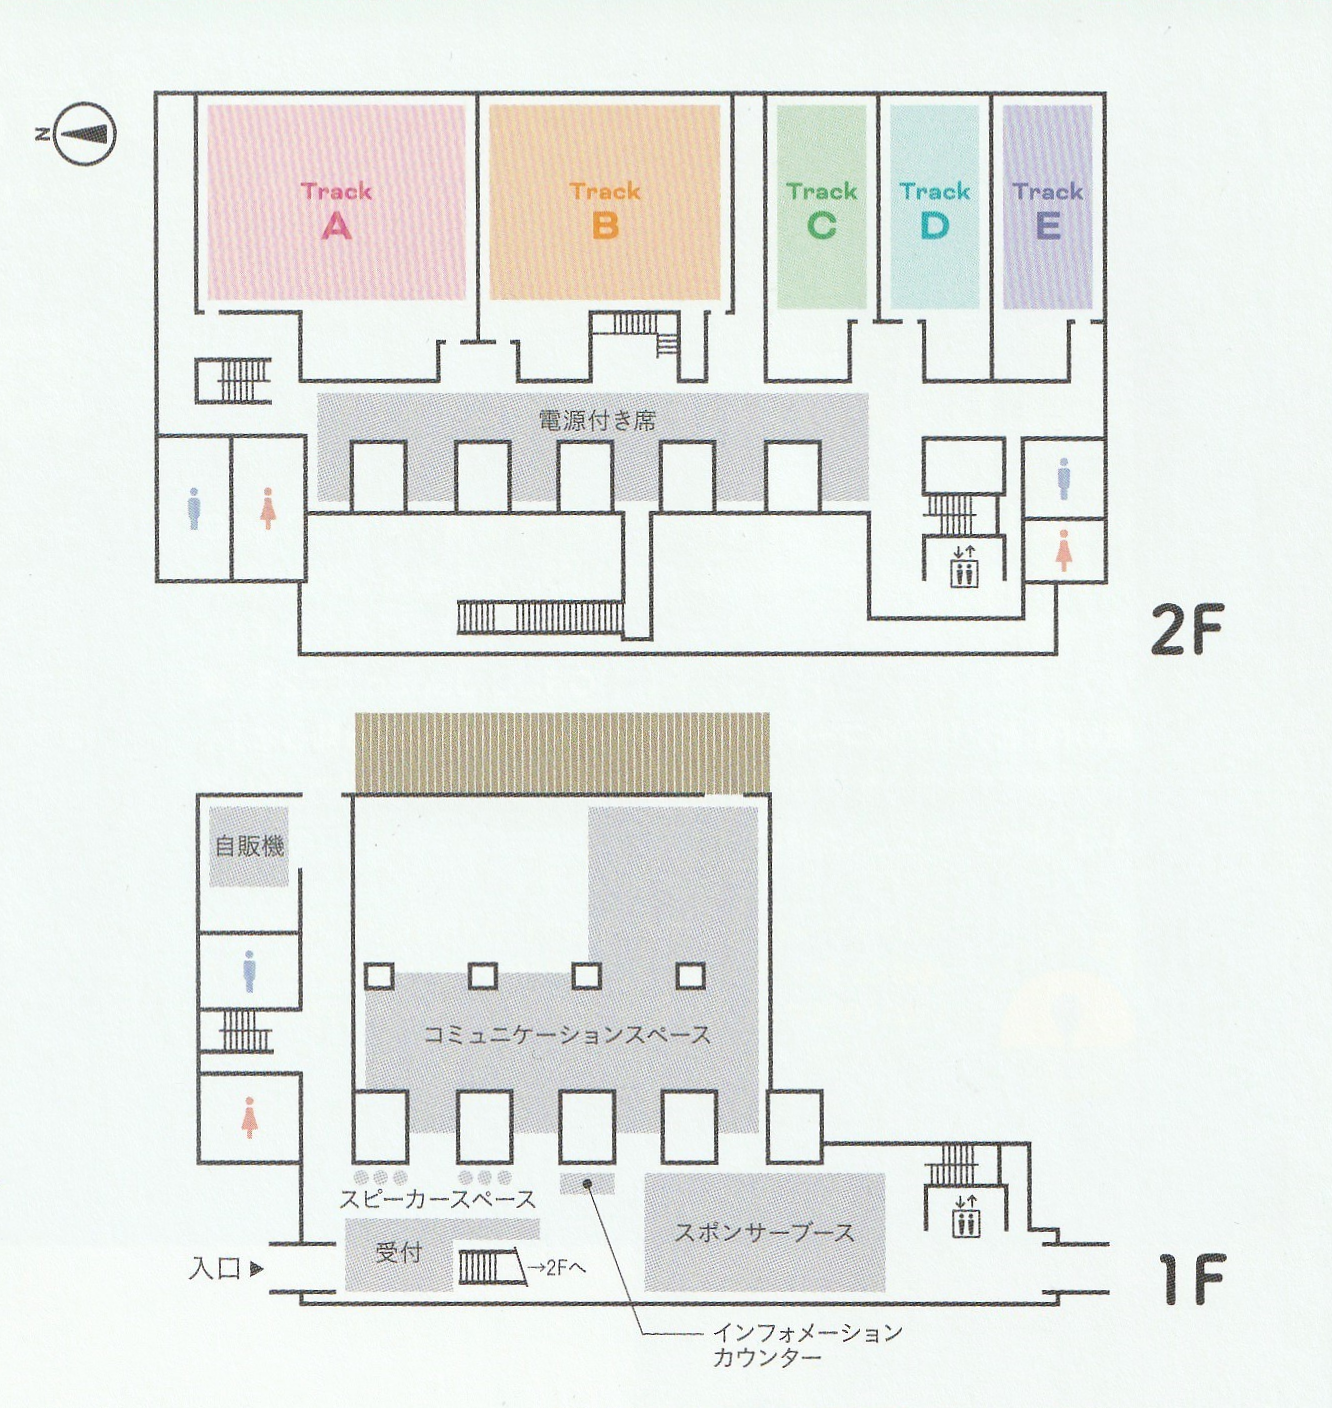 N
Track
A
Track
B
Track
C
Track
D
Track
E
電源付き席
2F
自販機
コミュニケーションスペース
スピーカースペース
スポンサーブース
受付
入口▶
→2Fへ
1F
インフォメーション
カウンター